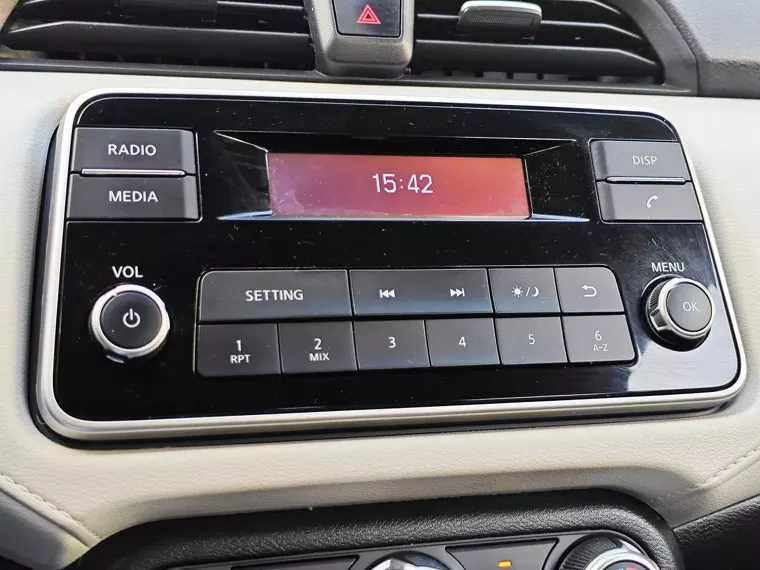 RADIO
MEDIA
15:42
DISP
VOL
SETTING
MENU
OK
1
RPT
2
MIX
3
4
5
6
A-Z